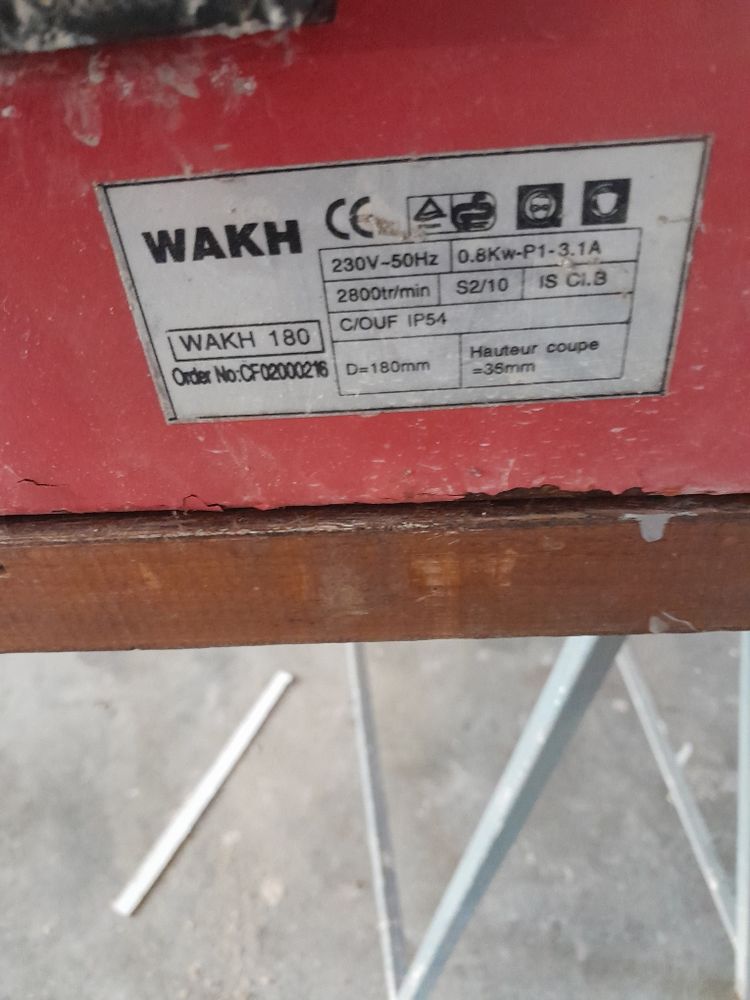 WAKH CE GS
230V~50Hz 0.8Kw-P1-3.1A
2800tr/min S2/10 IS Cl.B
C/OUF IP54
WAKH 180
Order No:CF02000216
D=180mm Hauteur coupe
=36mm